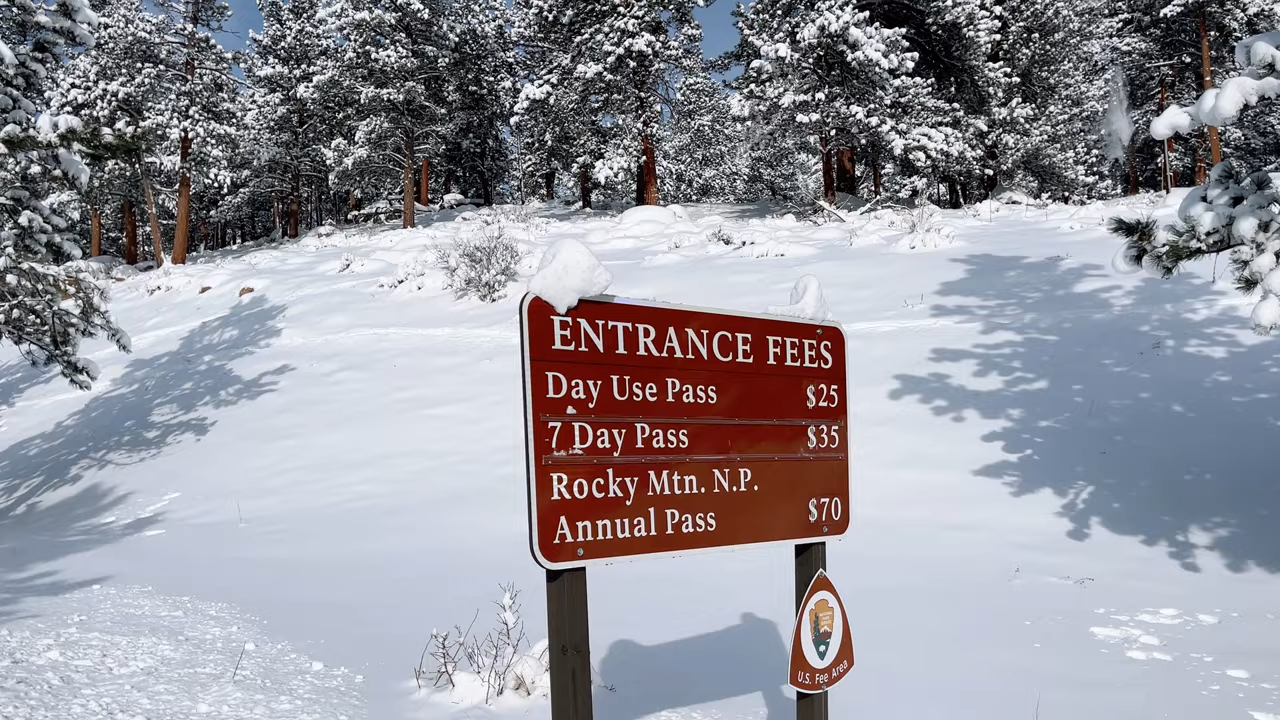 ENTRANCE FEES
Day Use Pass $25
7 Day Pass $35
Rocky Mtn. N.P.
Annual Pass $70
U.S. Fee Area